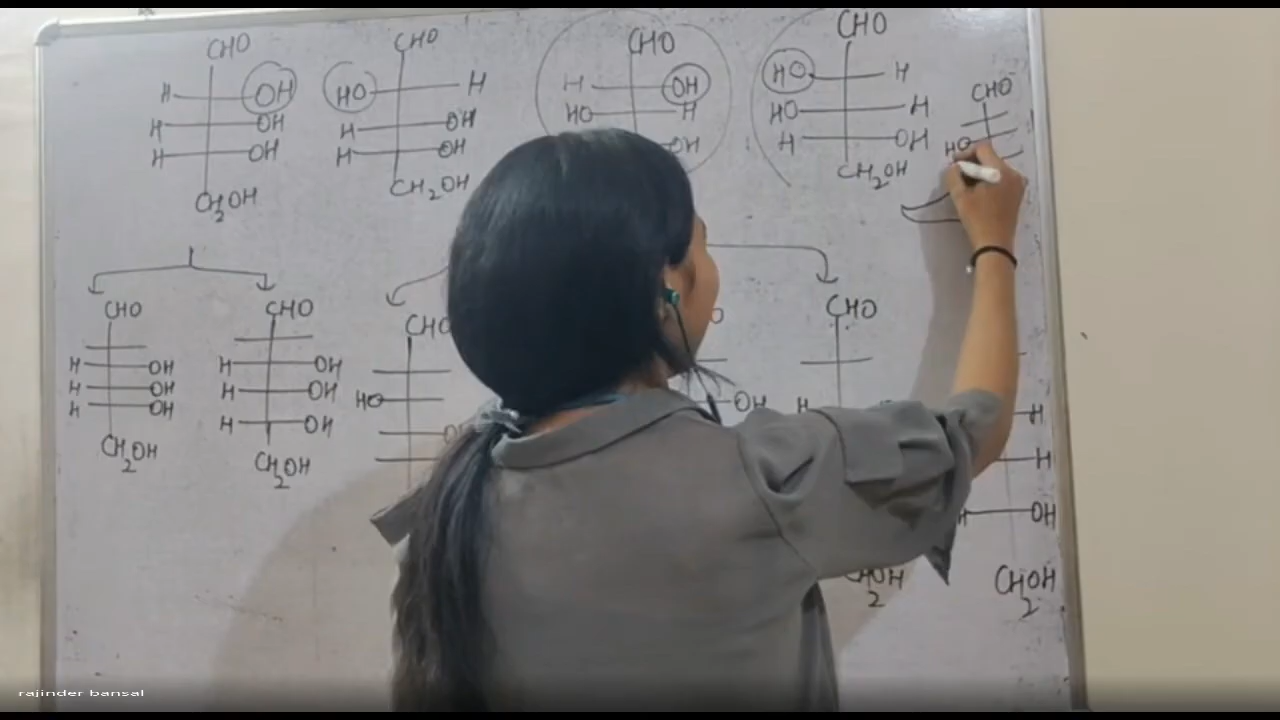 CHO CHO CHO CHO CHO
H OH HO H H OH HO H
H OH H OH HO H HO H HO
H OH H OH OH H OH
CH2OH CH2OH CH2OH
CHO CHO CHO O CHO
H OH H OH HO OH H H
H OH H OH H
H OH H OH H OH
CH2OH CH2OH CH2OH CH2OH
rajinder bansal